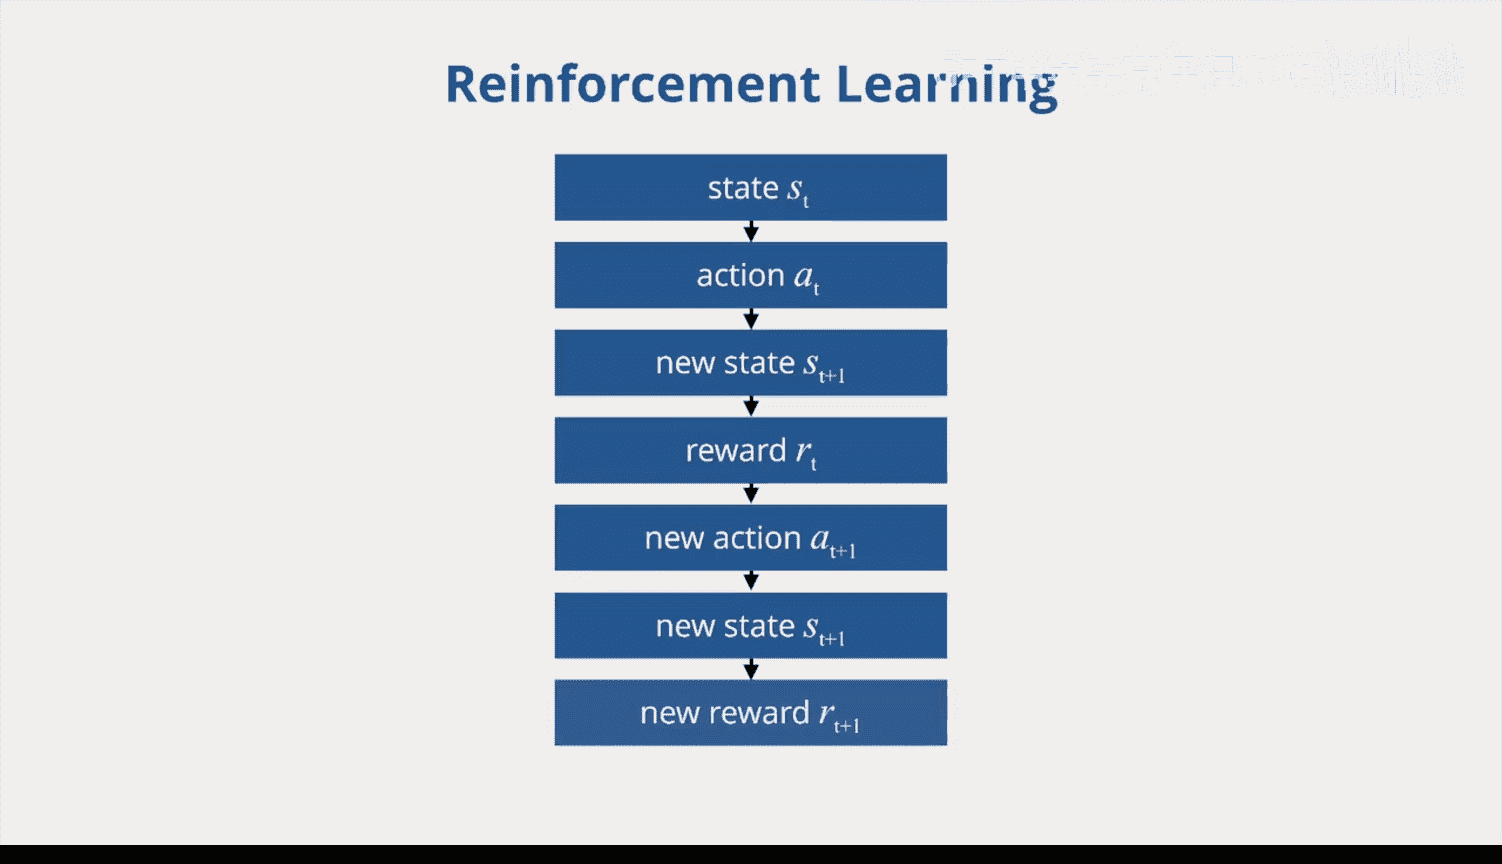 Reinforcement Learning
state sₜ
action aₜ
new state sₜ₊₁
reward rₜ
new action aₜ₊₁
new state sₜ₊₁
new reward rₜ₊₁